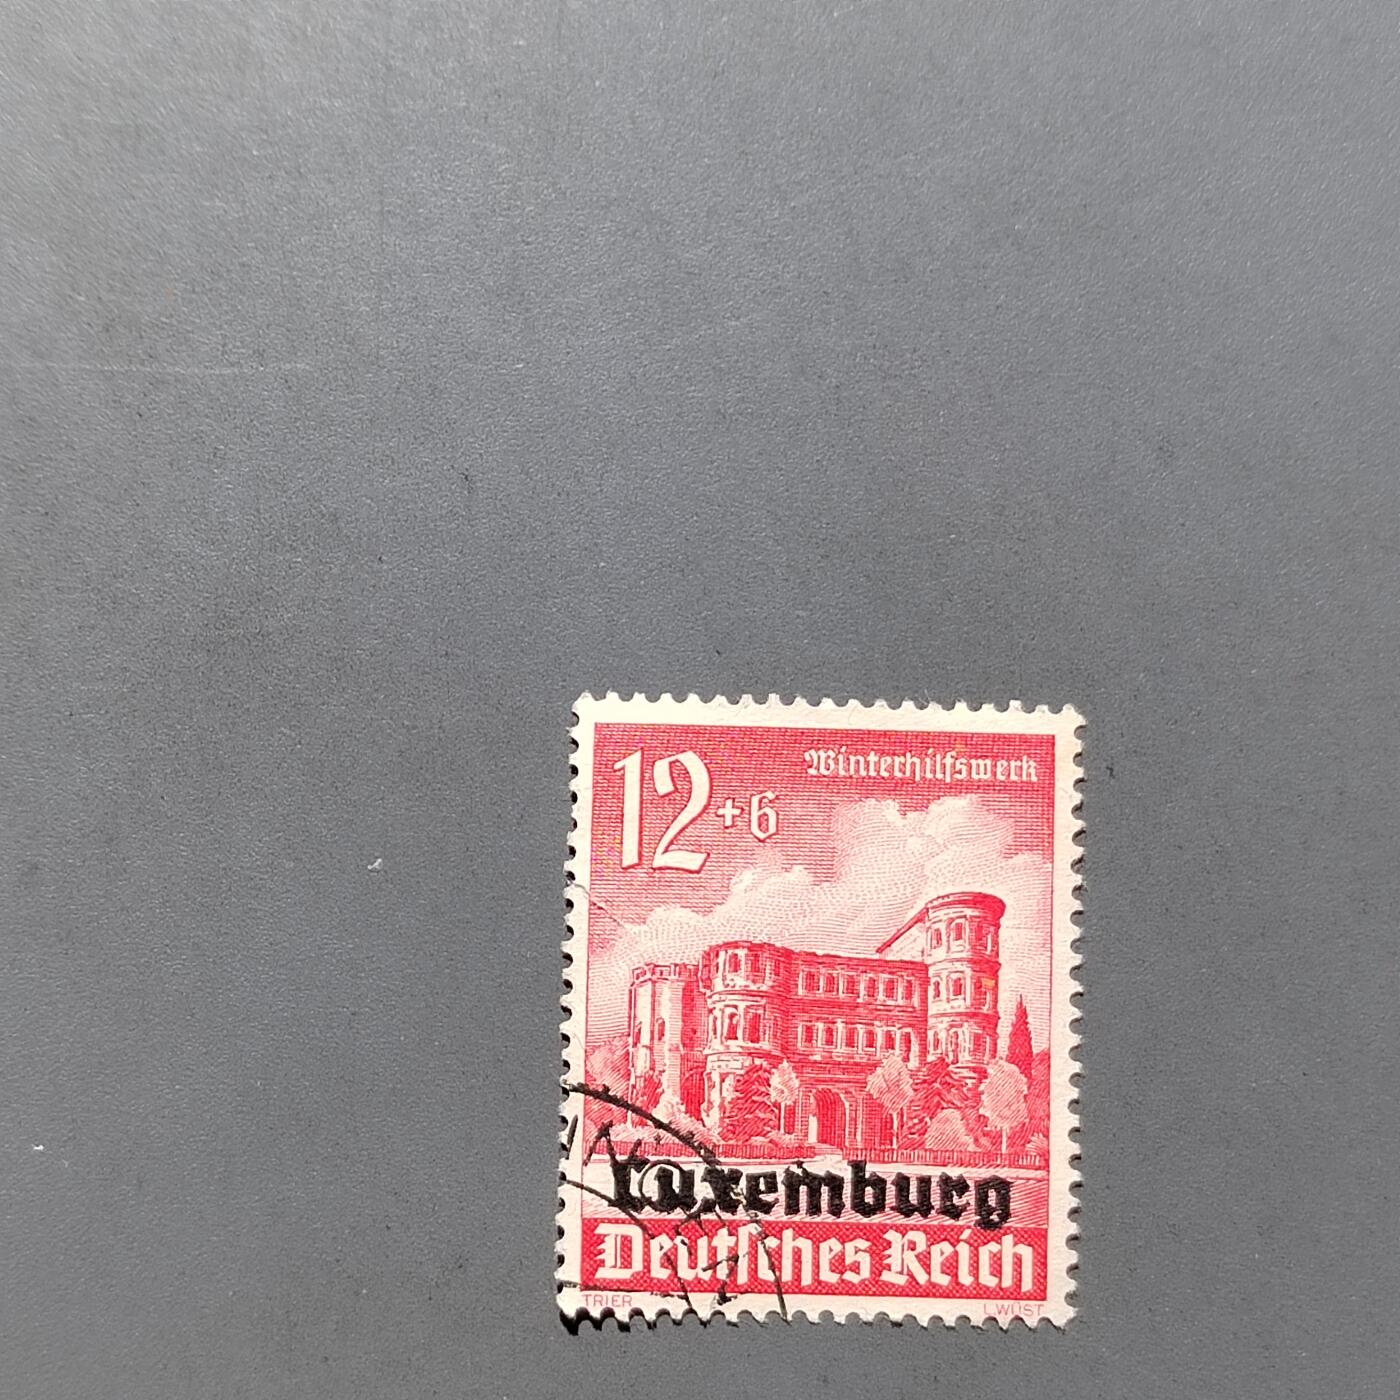 12+6
Winterhilfswerk
Luxemburg
Deutsches Reich
TRIER
L.WÜST